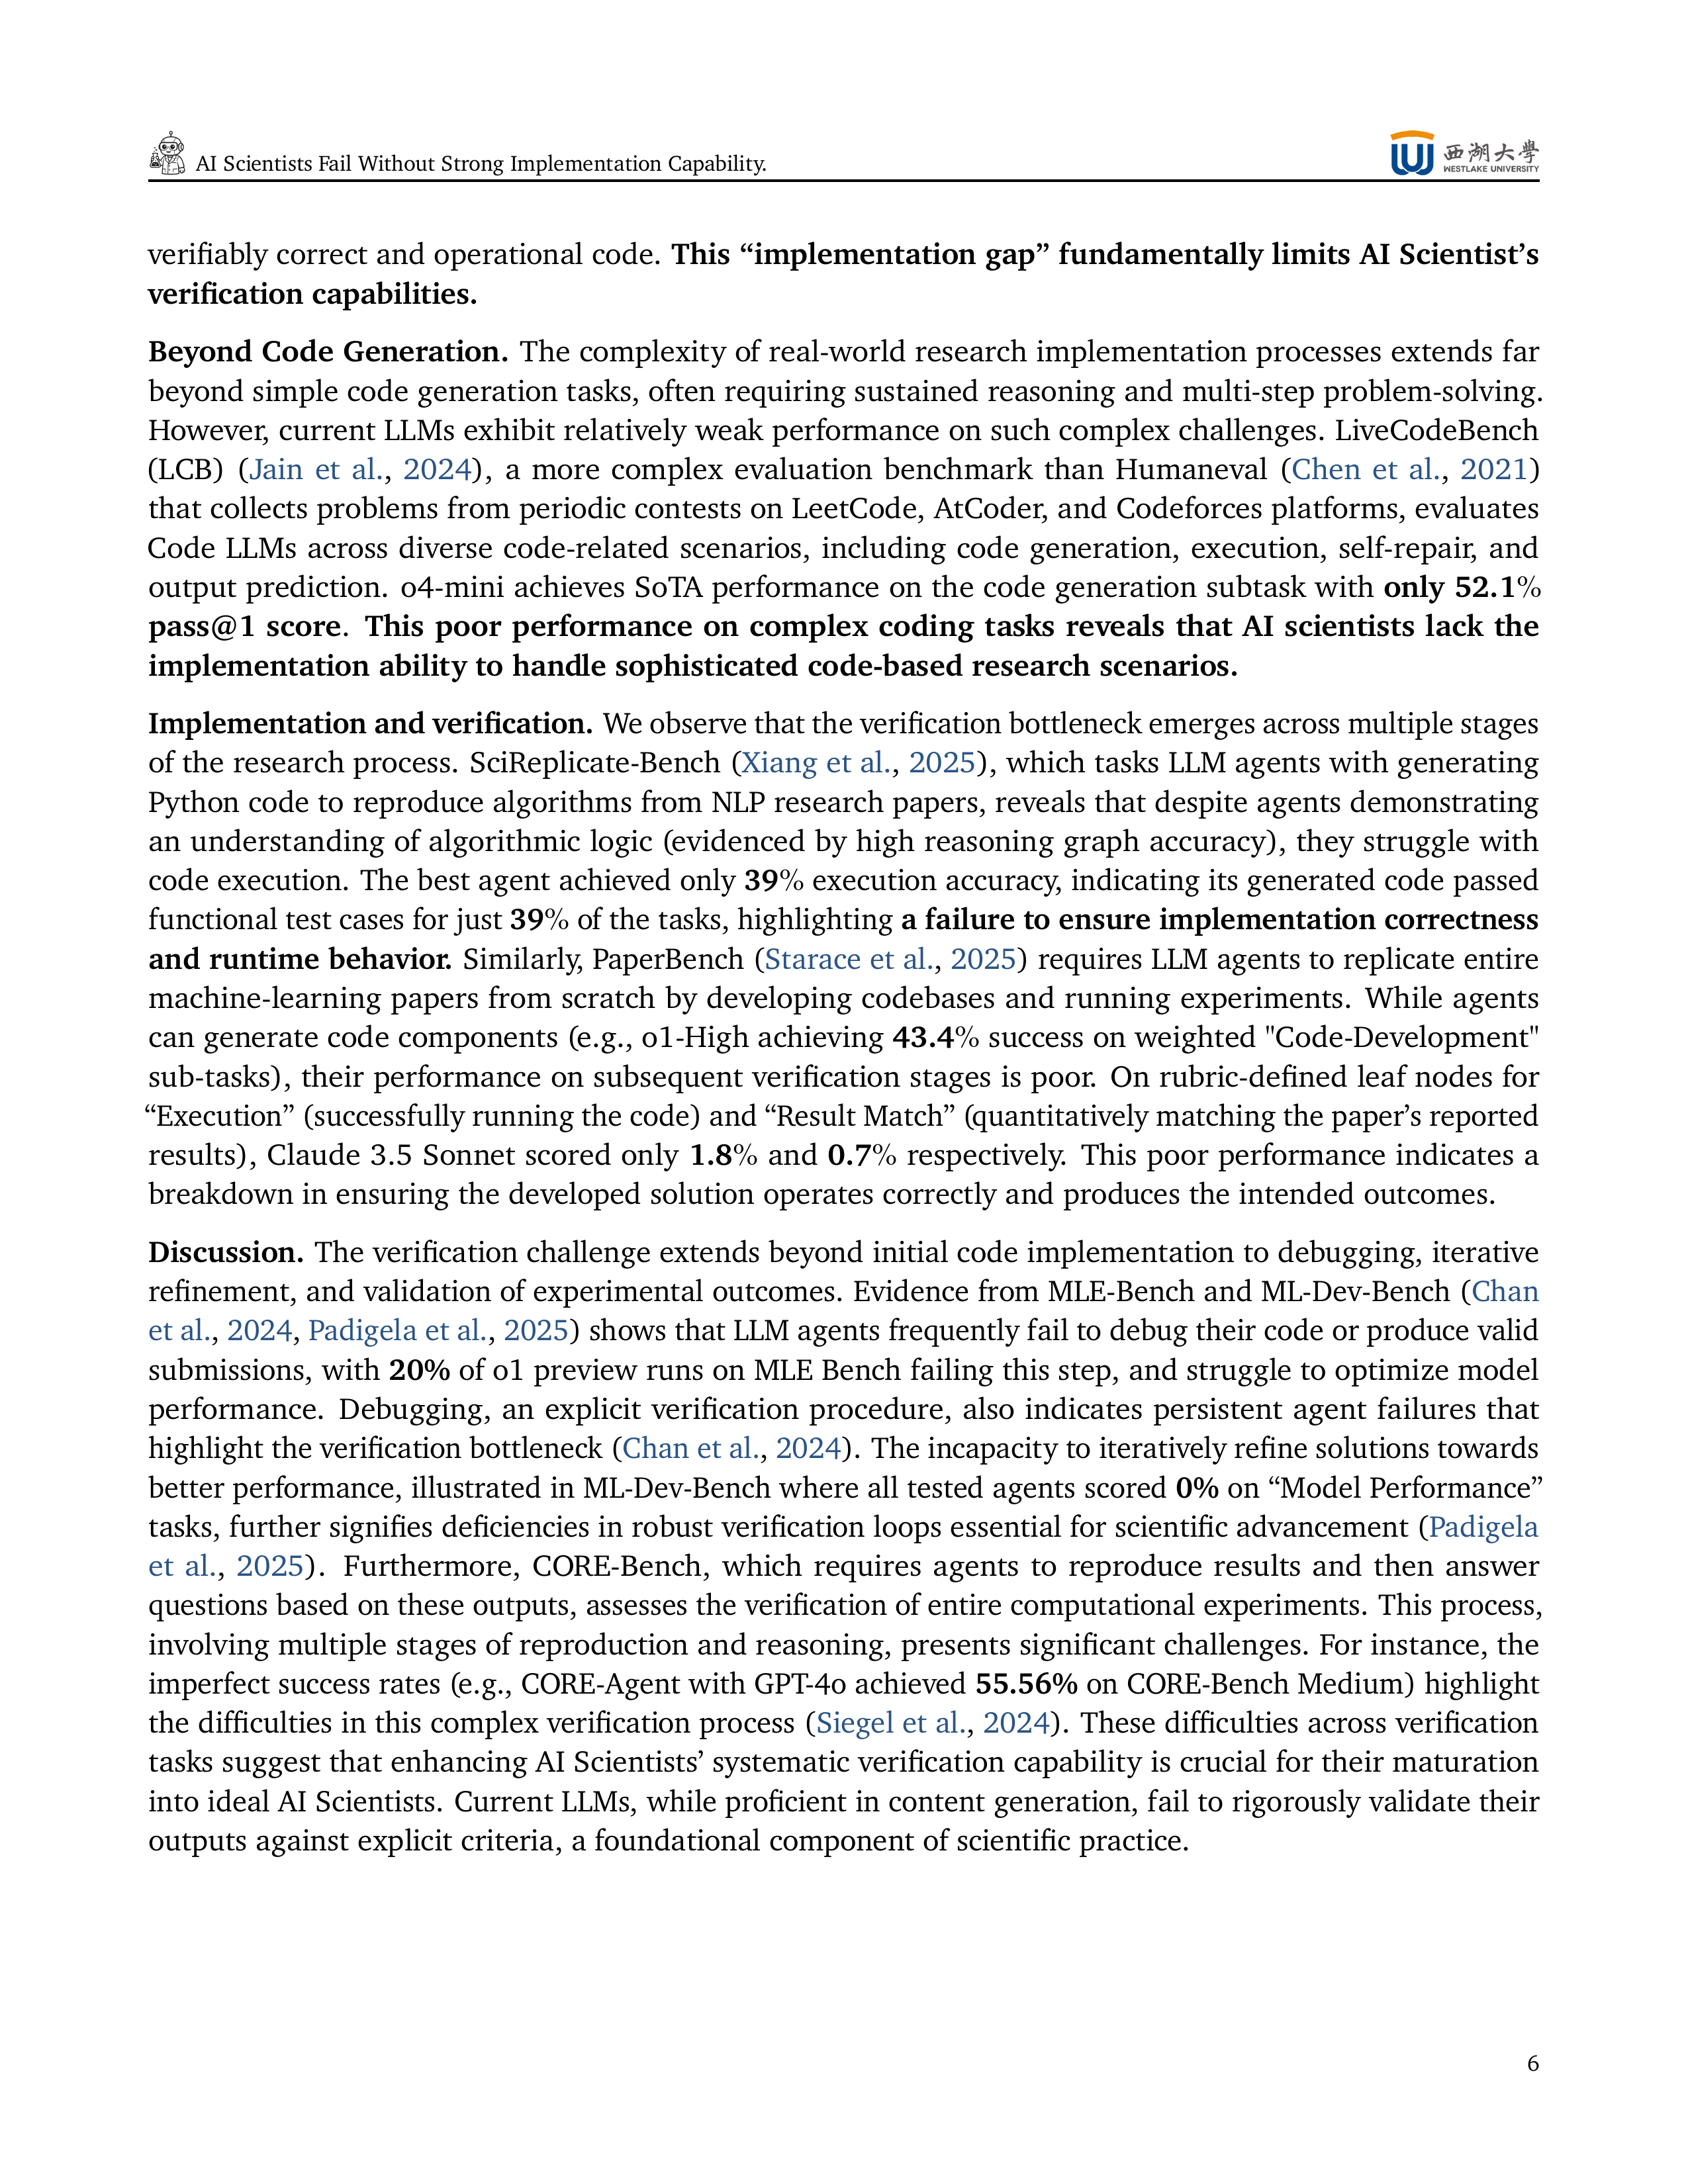 AI Scientists Fail Without Strong Implementation Capability.
西湖大學
WESTLAKE UNIVERSITY
verifiably correct and operational code. This “implementation gap” fundamentally limits AI Scientist’s
verification capabilities.
Beyond Code Generation. The complexity of real-world research implementation processes extends far
beyond simple code generation tasks, often requiring sustained reasoning and multi-step problem-solving.
However, current LLMs exhibit relatively weak performance on such complex challenges. LiveCodeBench
(LCB) (Jain et al., 2024), a more complex evaluation benchmark than Humaneval (Chen et al., 2021)
that collects problems from periodic contests on LeetCode, AtCoder, and Codeforces platforms, evaluates
Code LLMs across diverse code-related scenarios, including code generation, execution, self-repair, and
output prediction. o4-mini achieves SoTA performance on the code generation subtask with only 52.1%
pass@1 score. This poor performance on complex coding tasks reveals that AI scientists lack the
implementation ability to handle sophisticated code-based research scenarios.
Implementation and verification. We observe that the verification bottleneck emerges across multiple stages
of the research process. SciReplicate-Bench (Xiang et al., 2025), which tasks LLM agents with generating
Python code to reproduce algorithms from NLP research papers, reveals that despite agents demonstrating
an understanding of algorithmic logic (evidenced by high reasoning graph accuracy), they struggle with
code execution. The best agent achieved only 39% execution accuracy, indicating its generated code passed
functional test cases for just 39% of the tasks, highlighting a failure to ensure implementation correctness
and runtime behavior. Similarly, PaperBench (Starace et al., 2025) requires LLM agents to replicate entire
machine-learning papers from scratch by developing codebases and running experiments. While agents
can generate code components (e.g., o1-High achieving 43.4% success on weighted "Code-Development"
sub-tasks), their performance on subsequent verification stages is poor. On rubric-defined leaf nodes for
“Execution” (successfully running the code) and “Result Match” (quantitatively matching the paper’s reported
results), Claude 3.5 Sonnet scored only 1.8% and 0.7% respectively. This poor performance indicates a
breakdown in ensuring the developed solution operates correctly and produces the intended outcomes.
Discussion. The verification challenge extends beyond initial code implementation to debugging, iterative
refinement, and validation of experimental outcomes. Evidence from MLE-Bench and ML-Dev-Bench (Chan
et al., 2024, Padigela et al., 2025) shows that LLM agents frequently fail to debug their code or produce valid
submissions, with 20% of o1 preview runs on MLE Bench failing this step, and struggle to optimize model
performance. Debugging, an explicit verification procedure, also indicates persistent agent failures that
highlight the verification bottleneck (Chan et al., 2024). The incapacity to iteratively refine solutions towards
better performance, illustrated in ML-Dev-Bench where all tested agents scored 0% on “Model Performance”
tasks, further signifies deficiencies in robust verification loops essential for scientific advancement (Padigela
et al., 2025). Furthermore, CORE-Bench, which requires agents to reproduce results and then answer
questions based on these outputs, assesses the verification of entire computational experiments. This process,
involving multiple stages of reproduction and reasoning, presents significant challenges. For instance, the
imperfect success rates (e.g., CORE-Agent with GPT-4o achieved 55.56% on CORE-Bench Medium) highlight
the difficulties in this complex verification process (Siegel et al., 2024). These difficulties across verification
tasks suggest that enhancing AI Scientists’ systematic verification capability is crucial for their maturation
into ideal AI Scientists. Current LLMs, while proficient in content generation, fail to rigorously validate their
outputs against explicit criteria, a foundational component of scientific practice.
6